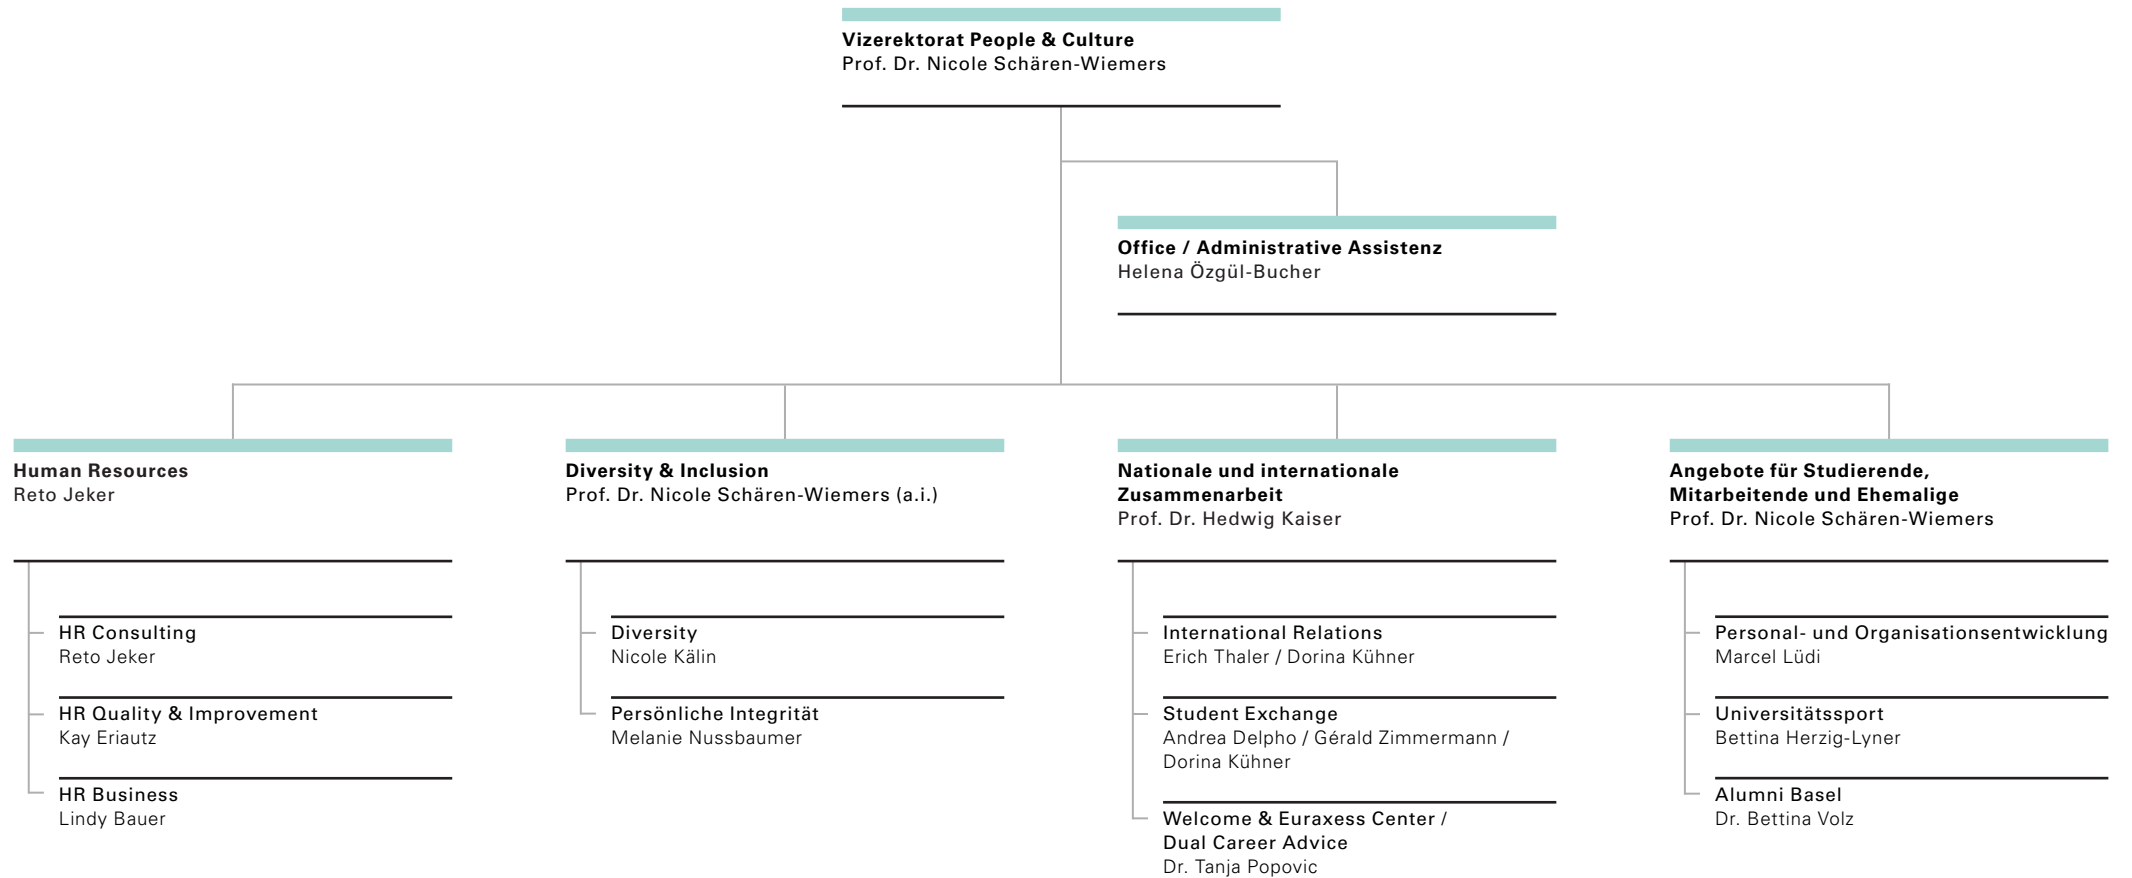 Vizerektorat People & Culture
Prof. Dr. Nicole Schären-Wiemers
Office / Administrative Assistenz
Helena Özgül-Bucher
Human Resources
Reto Jeker
HR Consulting
Reto Jeker
HR Quality & Improvement
Kay Eriautz
HR Business
Lindy Bauer
Diversity & Inclusion
Prof. Dr. Nicole Schären-Wiemers (a.i.)
Diversity
Nicole Kälin
Persönliche Integrität
Melanie Nussbaumer
Nationale und internationale
Zusammenarbeit
Prof. Dr. Hedwig Kaiser
International Relations
Erich Thaler / Dorina Kühner
Student Exchange
Andrea Delpho / Gérald Zimmermann /
Dorina Kühner
Welcome & Euraxess Center /
Dual Career Advice
Dr. Tanja Popovic
Angebote für Studierende,
Mitarbeitende und Ehemalige
Prof. Dr. Nicole Schären-Wiemers
Personal- und Organisationsentwicklung
Marcel Lüdi
Universitätssport
Bettina Herzig-Lyner
Alumni Basel
Dr. Bettina Volz